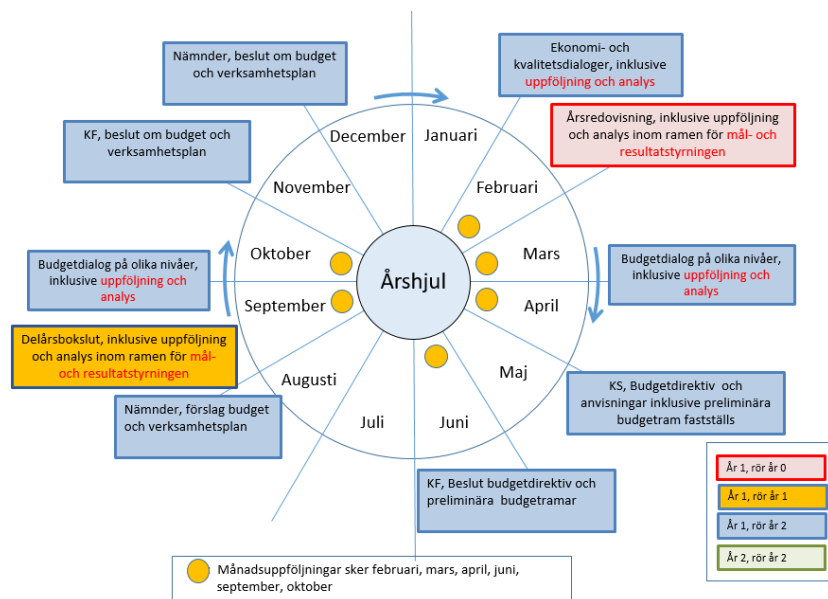 Nämnder, beslut om budget
och verksamhetsplan
Ekonomi- och
kvalitetsdialoger, inklusive
uppföljning och analys
Årsredovisning, inklusive uppföljning
och analys inom ramen för mål- och
resultatstyrningen
KF, beslut om budget och
verksamhetsplan
December
Januari
November
Februari
Oktober
Mars
Årshjul
Budgetdialog på olika nivåer,
inklusive uppföljning och
analys
Budgetdialog på olika nivåer,
inklusive uppföljning och
analys
September
April
Delårsbokslut, inklusive uppföljning
och analys inom ramen för mål-
och resultatstyrningen
Augusti
Maj
Juli
Juni
Nämnder, förslag budget
och verksamhetsplan
KS, Budgetdirektiv och
anvisningar inklusive preliminära
budgetram fastställs
KF, Beslut budgetdirektiv och
preliminära budgetramar
År 1, rör år 0
År 1, rör år 1
År 1, rör år 2
År 2, rör år 2
Månadsuppföljningar sker februari, mars, april, juni,
september, oktober